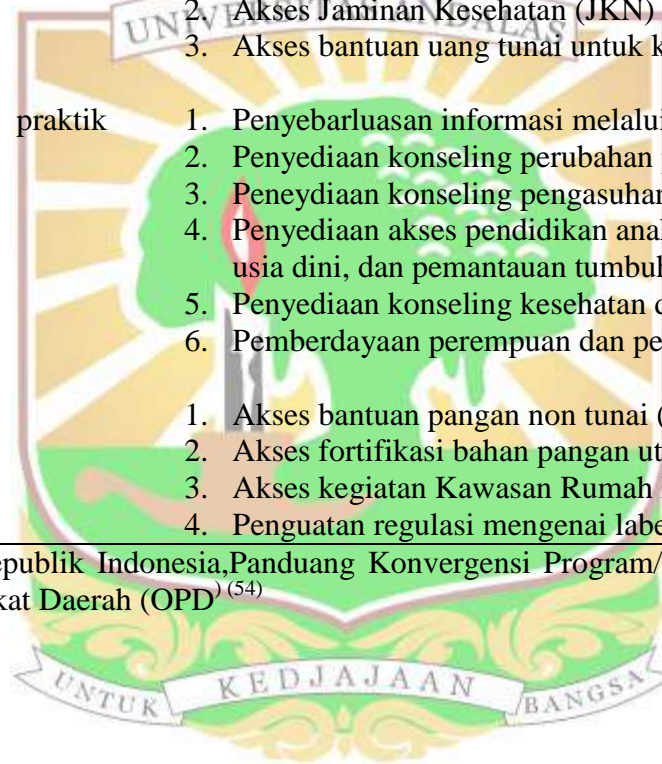 2. Akses Jaminan Kesehatan (JKN)
UNIVERSITAS ANDALAS
3. Akses bantuan uang tunai untuk k
praktik 1. Penyebarluasan informasi melalui
2. Penyediaan konseling perubahan
3. Peneydiaan konseling pengasuhan
4. Penyediaan akses pendidikan anak
usia dini, dan pemantauan tumbuh
5. Penyediaan konseling kesehatan
6. Pemberdayaan perempuan dan pe
1. Akses bantuan pangan non tunai (
2. Akses fortifikasi bahan pangan ut
3. Akses kegiatan Kawasan Rumah
4. Penguatan regulasi mengenai labe
epublik Indonesia,Panduang Konvergensi Program/
kat Daerah (OPD) (54)
UNTUK KEDJAJAAN BANGSA